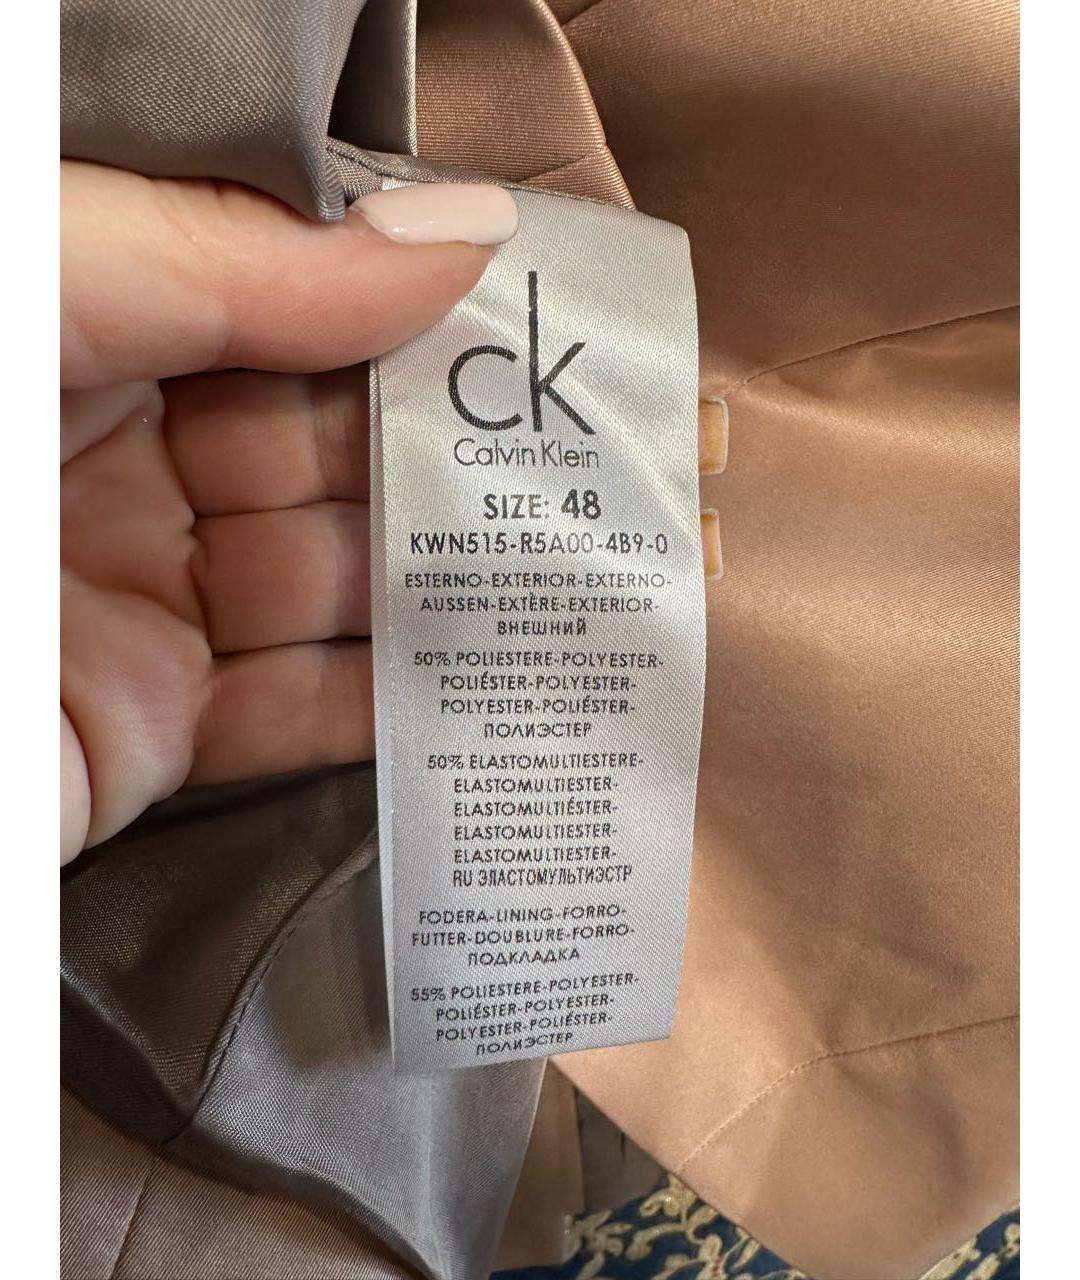 ck
Calvin Klein
SIZE: 48
KWN515-R5A00-4B9-0
ESTERNO-EXTERIOR-EXTERNO-
AUSSEN-EXTÈRE-EXTERIOR-
ВНЕШНИЙ
50% POLIESTERE-POLYESTER-
POLIÉSTER-POLYESTER-
POLYESTER-POLIÉSTER-
ПОЛИЭСТЕР
50% ELASTOMULTIESTERE-
ELASTOMULTIESTER-
ELASTOMULTIÉSTER-
ELASTOMULTIESTER-
ELASTOMULTIESTER-
RU ЭЛАСТОМУЛЬТИЭСТР
FODERA-LINING-FORRO-
FUTTER-DOUBLURE-FORRO-
ПОДКЛАДКА
55% POLIESTERE-POLYESTER-
POLIÉSTER-POLYESTER-
POLYESTER-POLIÉSTER-
ПОЛИЭСТЕР